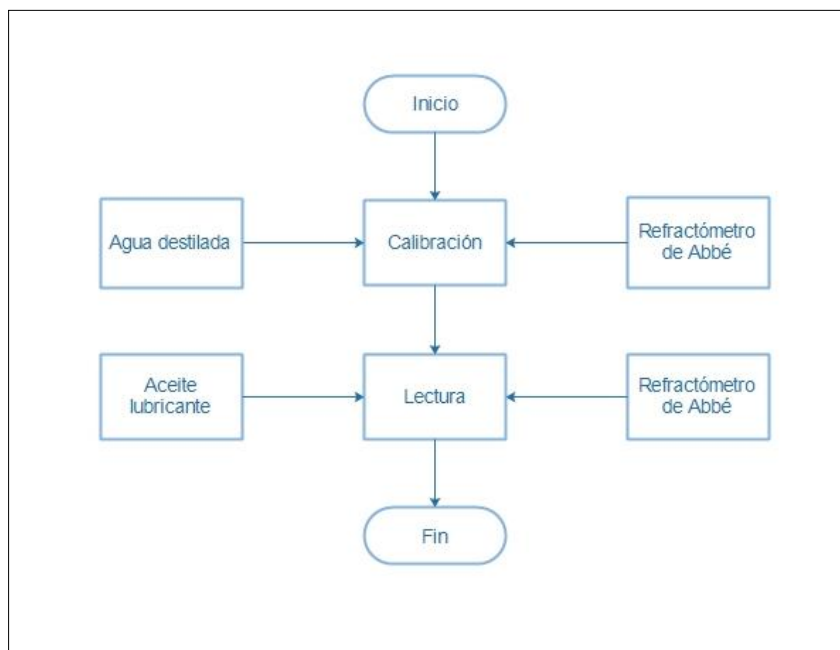 Inicio
Agua destilada
Calibración
Refractómetro
de Abbé
Aceite
lubricante
Lectura
Refractómetro
de Abbé
Fin